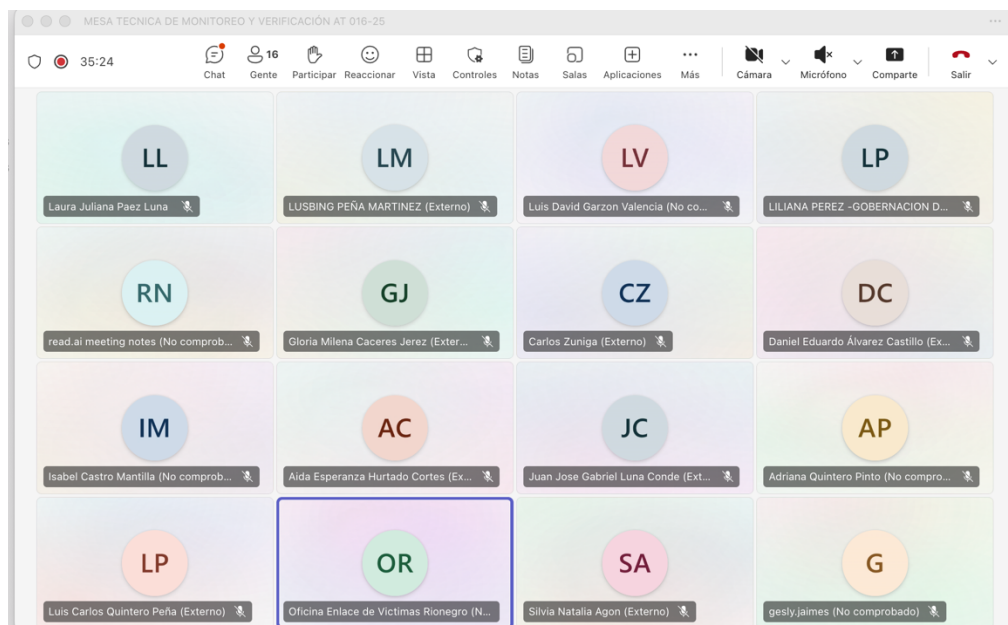 MESA TECNICA DE MONITOREO Y VERIFICACIÓN AT 016-25
35:24
Chat
16
Gente
Participar
Reaccionar
Vista
Controles
Notas
Salas
Aplicaciones
Más
Cámara
Micrófono
Comparte
Salir
LL
LM
LV
LP
Laura Juliana Paez Luna
LUSBING PEÑA MARTINEZ (Externo)
Luis David Garzon Valencia (No co...
LILIANA PEREZ -GOBERNACION D...
RN
GJ
CZ
DC
read.ai meeting notes (No comprob...
Gloria Milena Caceres Jerez (Exter...
Carlos Zuniga (Externo)
Daniel Eduardo Álvarez Castillo (Ex...
IM
AC
JC
AP
Isabel Castro Mantilla (No comprob...
Aida Esperanza Hurtado Cortes (Ex...
Juan Jose Gabriel Luna Conde (Ext...
Adriana Quintero Pinto (No compro...
LP
OR
SA
G
Luis Carlos Quintero Peña (Externo)
Oficina Enlace de Victimas Rionegro (N...
Silvia Natalia Agon (Externo)
gesly.jaimes (No comprobado)